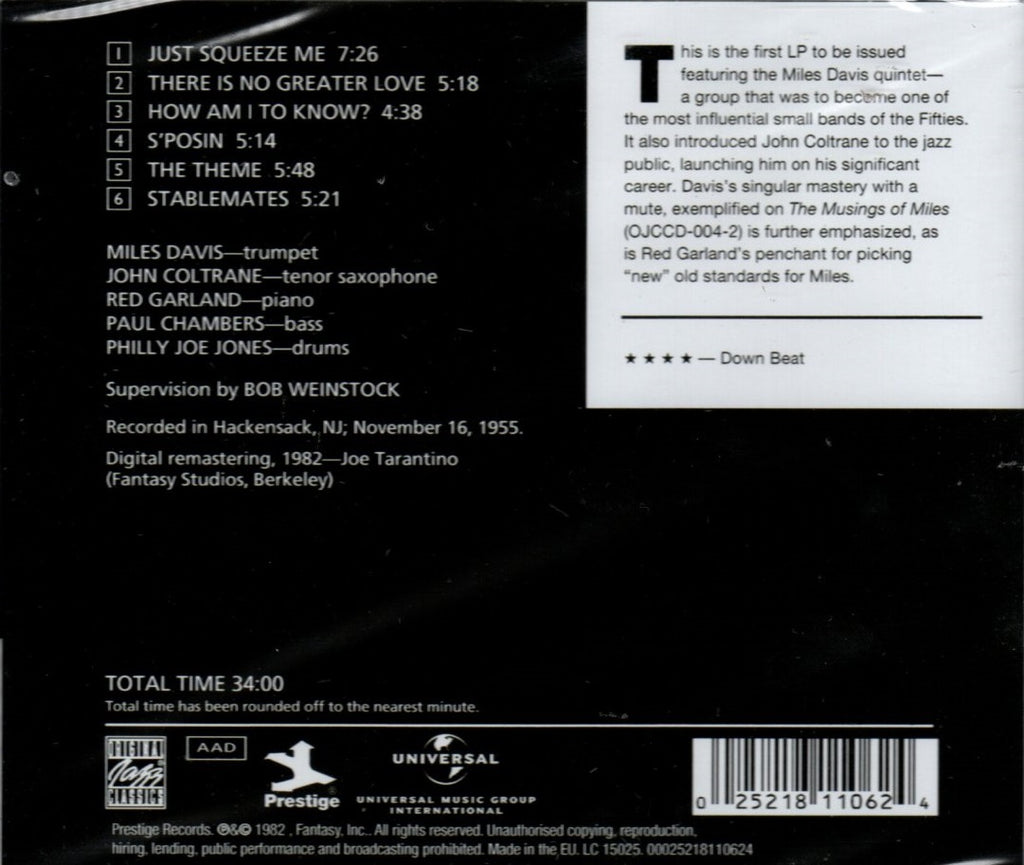 1 JUST SQUEEZE ME 7:26
2 THERE IS NO GREATER LOVE 5:18
3 HOW AM I TO KNOW? 4:38
4 S'POSIN 5:14
5 THE THEME 5:48
6 STABLEMATES 5:21
MILES DAVIS—trumpet
JOHN COLTRANE—tenor saxophone
RED GARLAND—piano
PAUL CHAMBERS—bass
PHILLY JOE JONES—drums
Supervision by BOB WEINSTOCK
Recorded in Hackensack, NJ; November 16, 1955.
Digital remastering, 1982—Joe Tarantino
(Fantasy Studios, Berkeley)
This is the first LP to be issued
featuring the Miles Davis quintet—
a group that was to become one of
the most influential small bands of the Fifties.
It also introduced John Coltrane to the jazz
public, launching him on his significant
career. Davis's singular mastery with a
mute, exemplified on The Musings of Miles
(OJCCD-004-2) is further emphasized, as
is Red Garland's penchant for picking
"new" old standards for Miles.
★ ★ ★ ★ — Down Beat
TOTAL TIME 34:00
Total time has been rounded off to the nearest minute.
ORIGINAL
Jazz
CLASSICS
AAD
Prestige
UNIVERSAL
UNIVERSAL MUSIC GROUP
INTERNATIONAL
0 25218 11062 4
Prestige Records. ℗&© 1982 , Fantasy, Inc.. All rights reserved. Unauthorised copying, reproduction,
hiring, lending, public performance and broadcasting prohibited. Made in the EU. LC 15025. 00025218110624